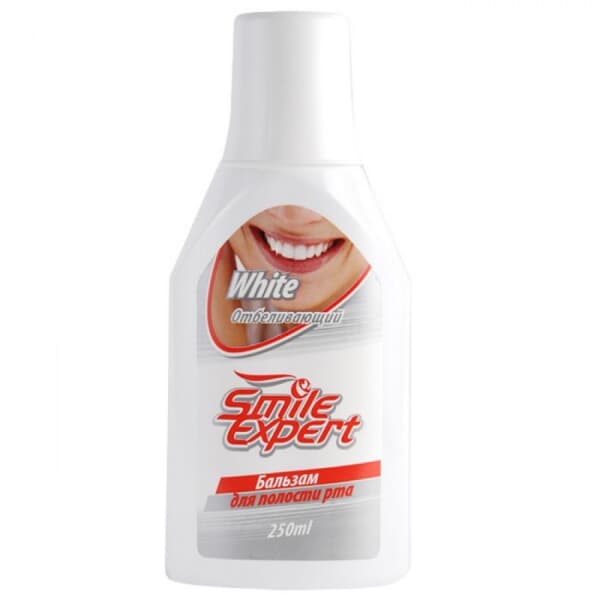 White
Отбеливающий
Smile
Expert
Бальзам
для полости рта
250ml